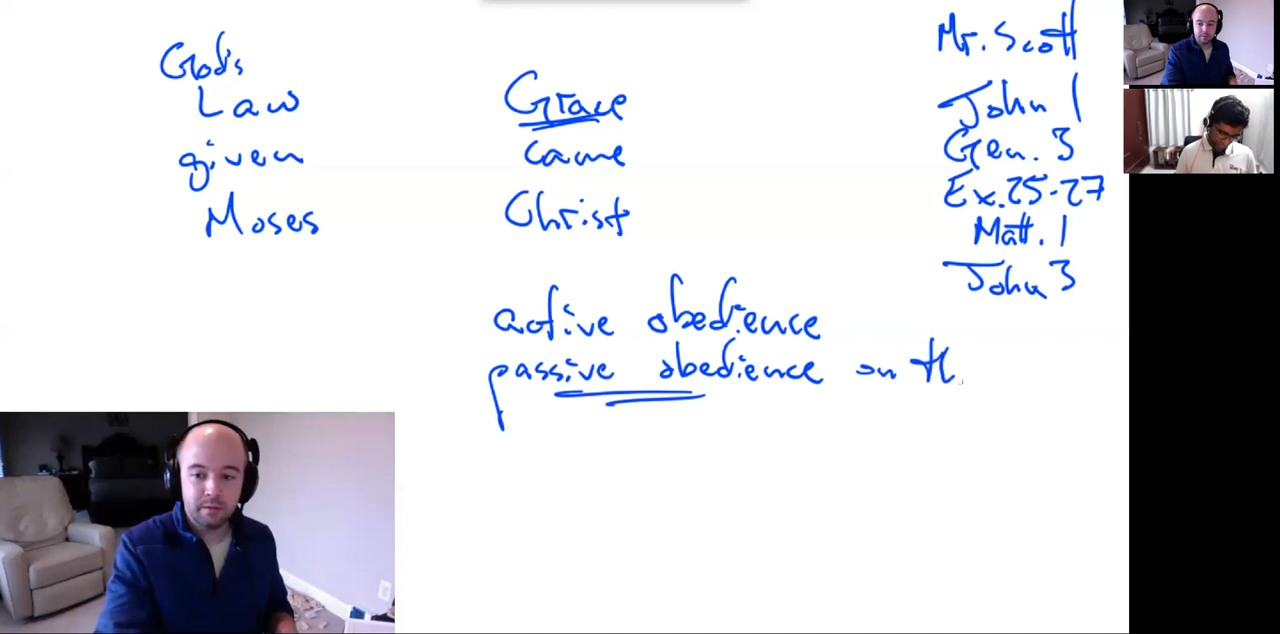 God's
Law
given
Moses
Grace
came
Christ
active obedience
passive obedience on th
Mr. Scott
John 1
Gen. 3
Ex. 25-27
Matt. 1
John 3